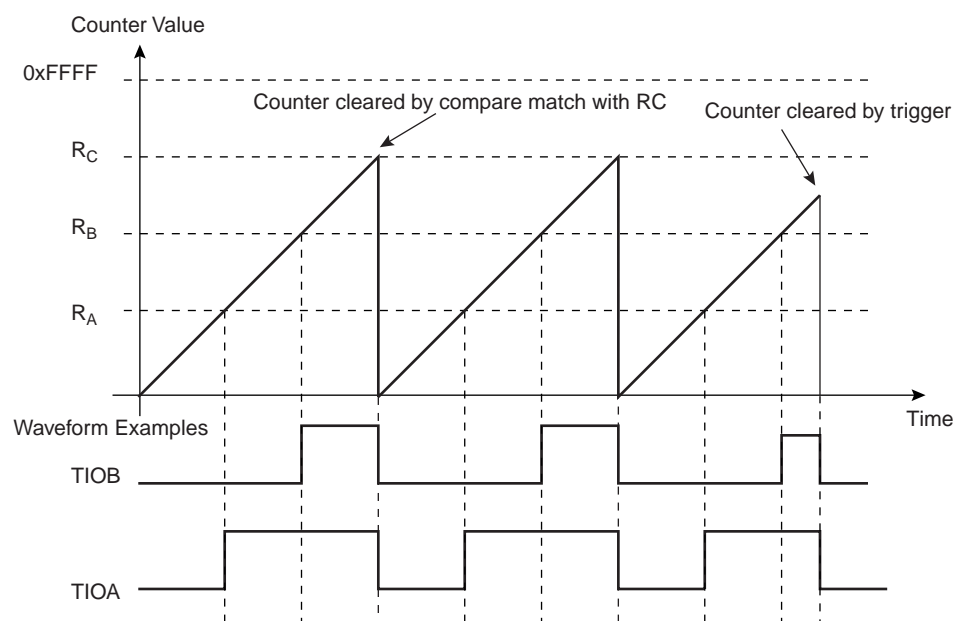 Counter Value
0xFFFF
Counter cleared by compare match with RC
Counter cleared by trigger
RC
RB
RA
Time
Waveform Examples
TIOB
TIOA